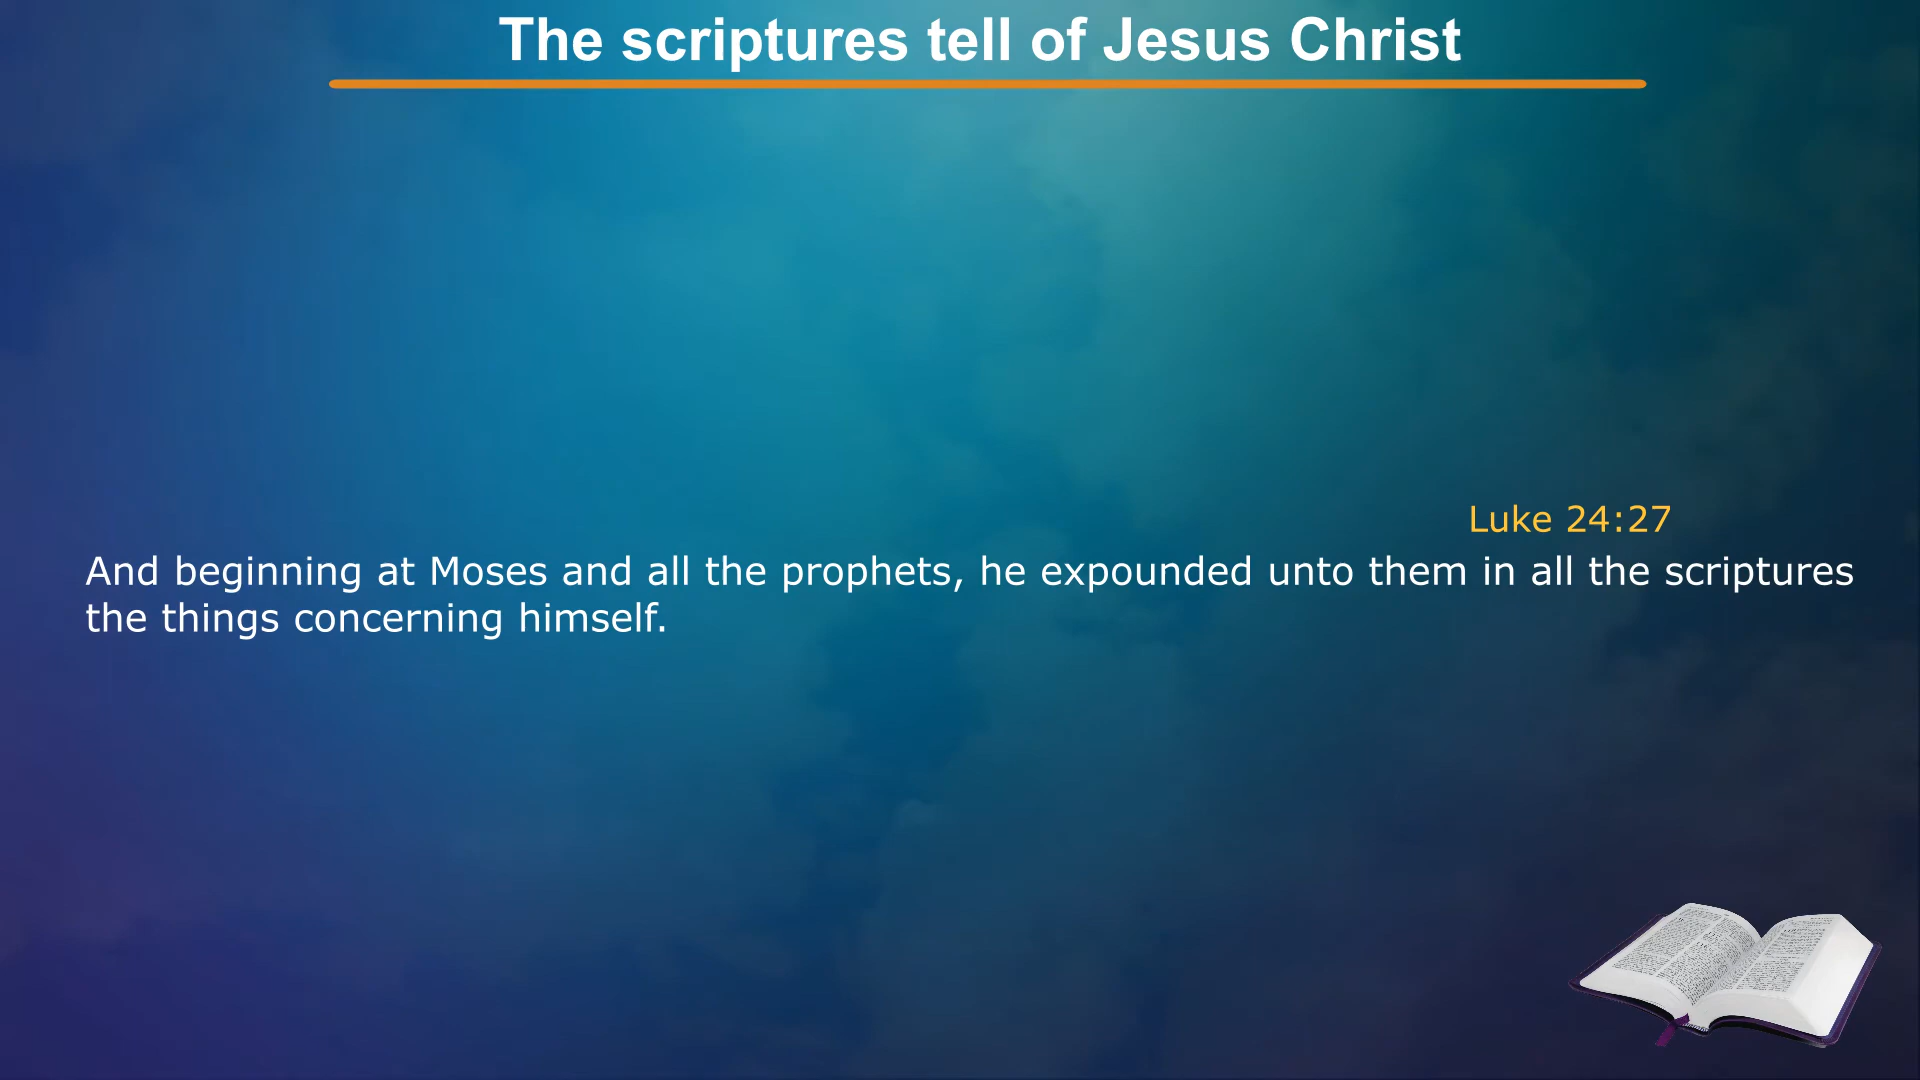 The scriptures tell of Jesus Christ
Luke 24:27
And beginning at Moses and all the prophets, he expounded unto them in all the scriptures
the things concerning himself.